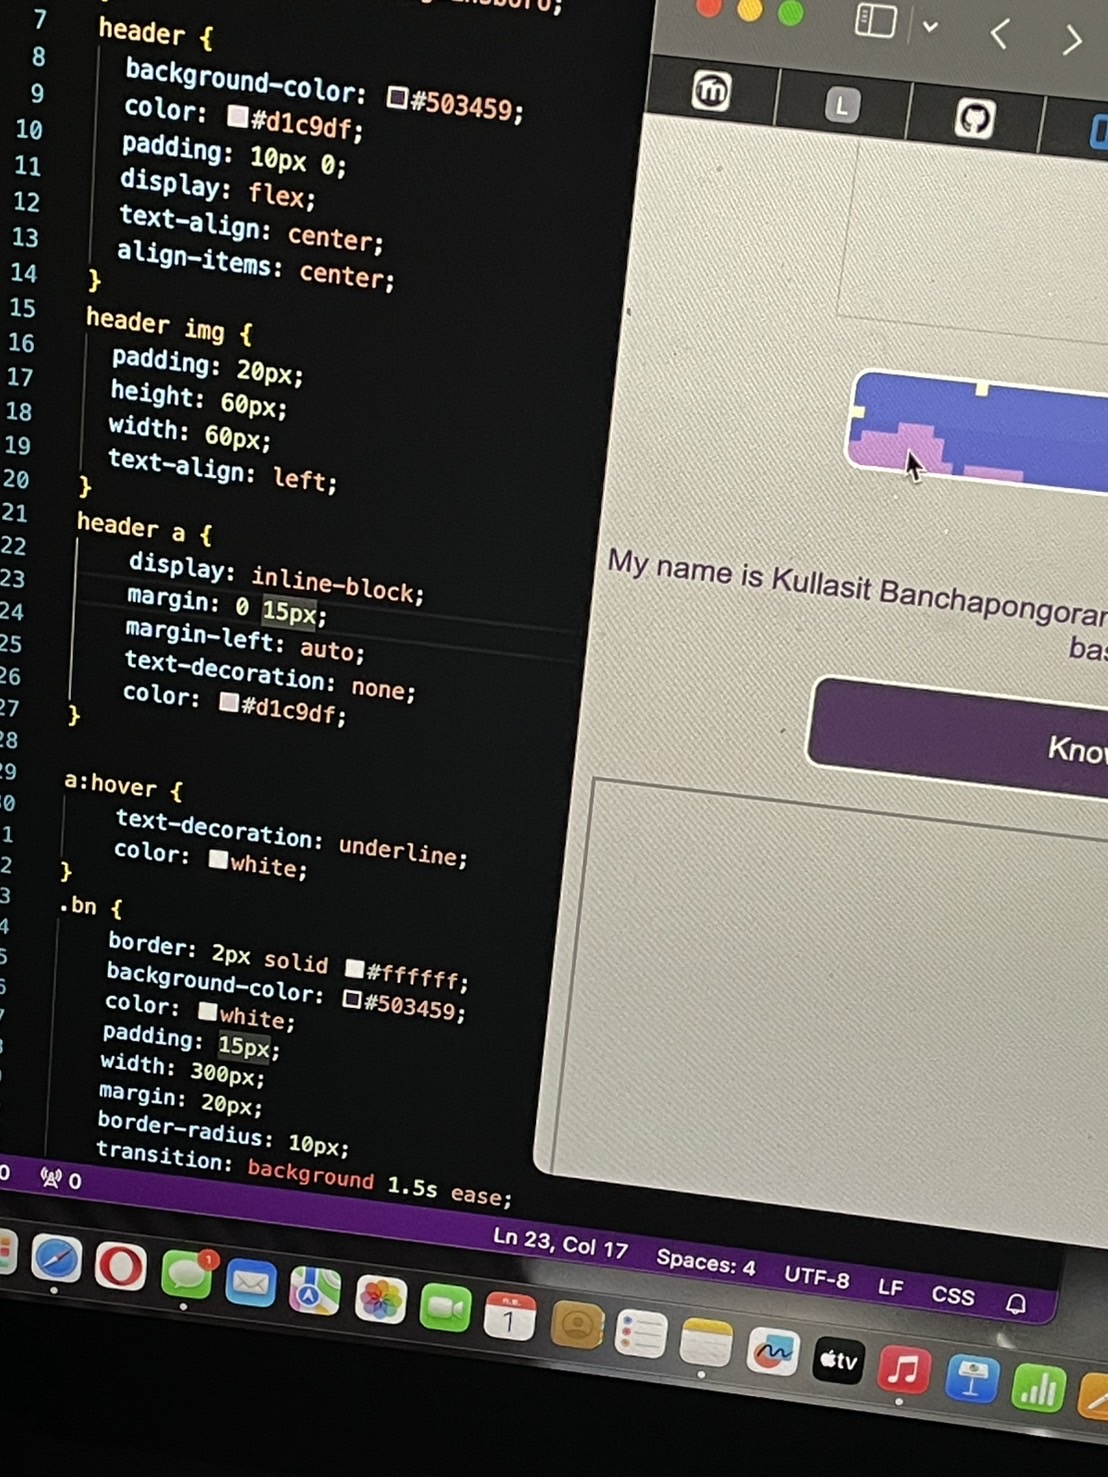 7
header {
8
background-color: #503459;
9
color: #d1c9df;
10
padding: 10px 0;
11
display: flex;
12
text-align: center;
13
align-items: center;
14
}
15
header img {
16
padding: 20px;
17
height: 60px;
18
width: 60px;
19
text-align: left;
20
}
21
header a {
22
display: inline-block;
23
margin: 0 15px;
24
margin-left: auto;
25
text-decoration: none;
26
color: #d1c9df;
27
}
28
a:hover {
text-decoration: underline;
color: white;
}
.bn {
border: 2px solid #ffffff;
background-color: #503459;
color: white;
padding: 15px;
width: 300px;
margin: 20px;
border-radius: 10px;
transition: background 1.5s ease;
0
Ln 23, Col 17
Spaces: 4
UTF-8
LF
CSS
m
L
My name is Kullasit
1
1
tv